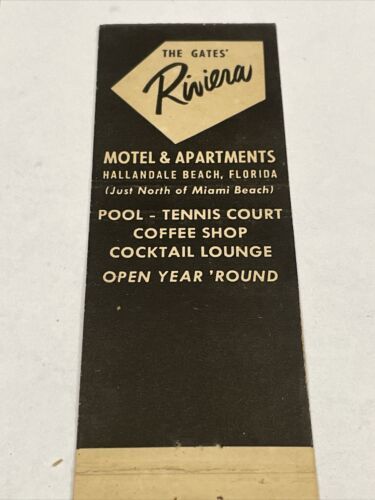 THE GATES'
Riviera
MOTEL & APARTMENTS
HALLANDALE BEACH, FLORIDA
(Just North of Miami Beach)
POOL - TENNIS COURT
COFFEE SHOP
COCKTAIL LOUNGE
OPEN YEAR 'ROUND